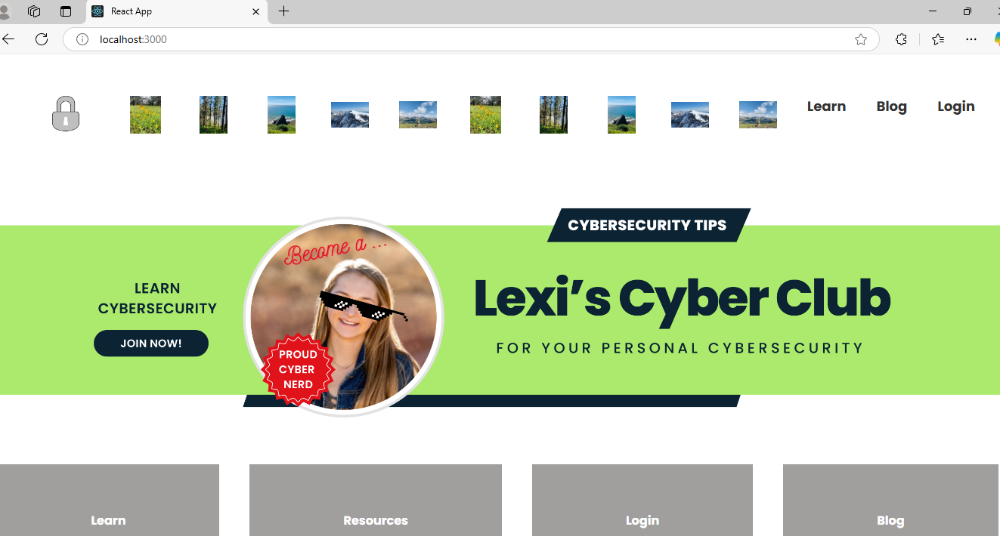 React App
localhost:3000
Learn Blog Login
CYBERSECURITY TIPS
Become a ...
LEARN
CYBERSECURITY
JOIN NOW!
PROUD
CYBER
NERD
Lexi’s Cyber Club
FOR YOUR PERSONAL CYBERSECURITY
Learn Resources Login Blog